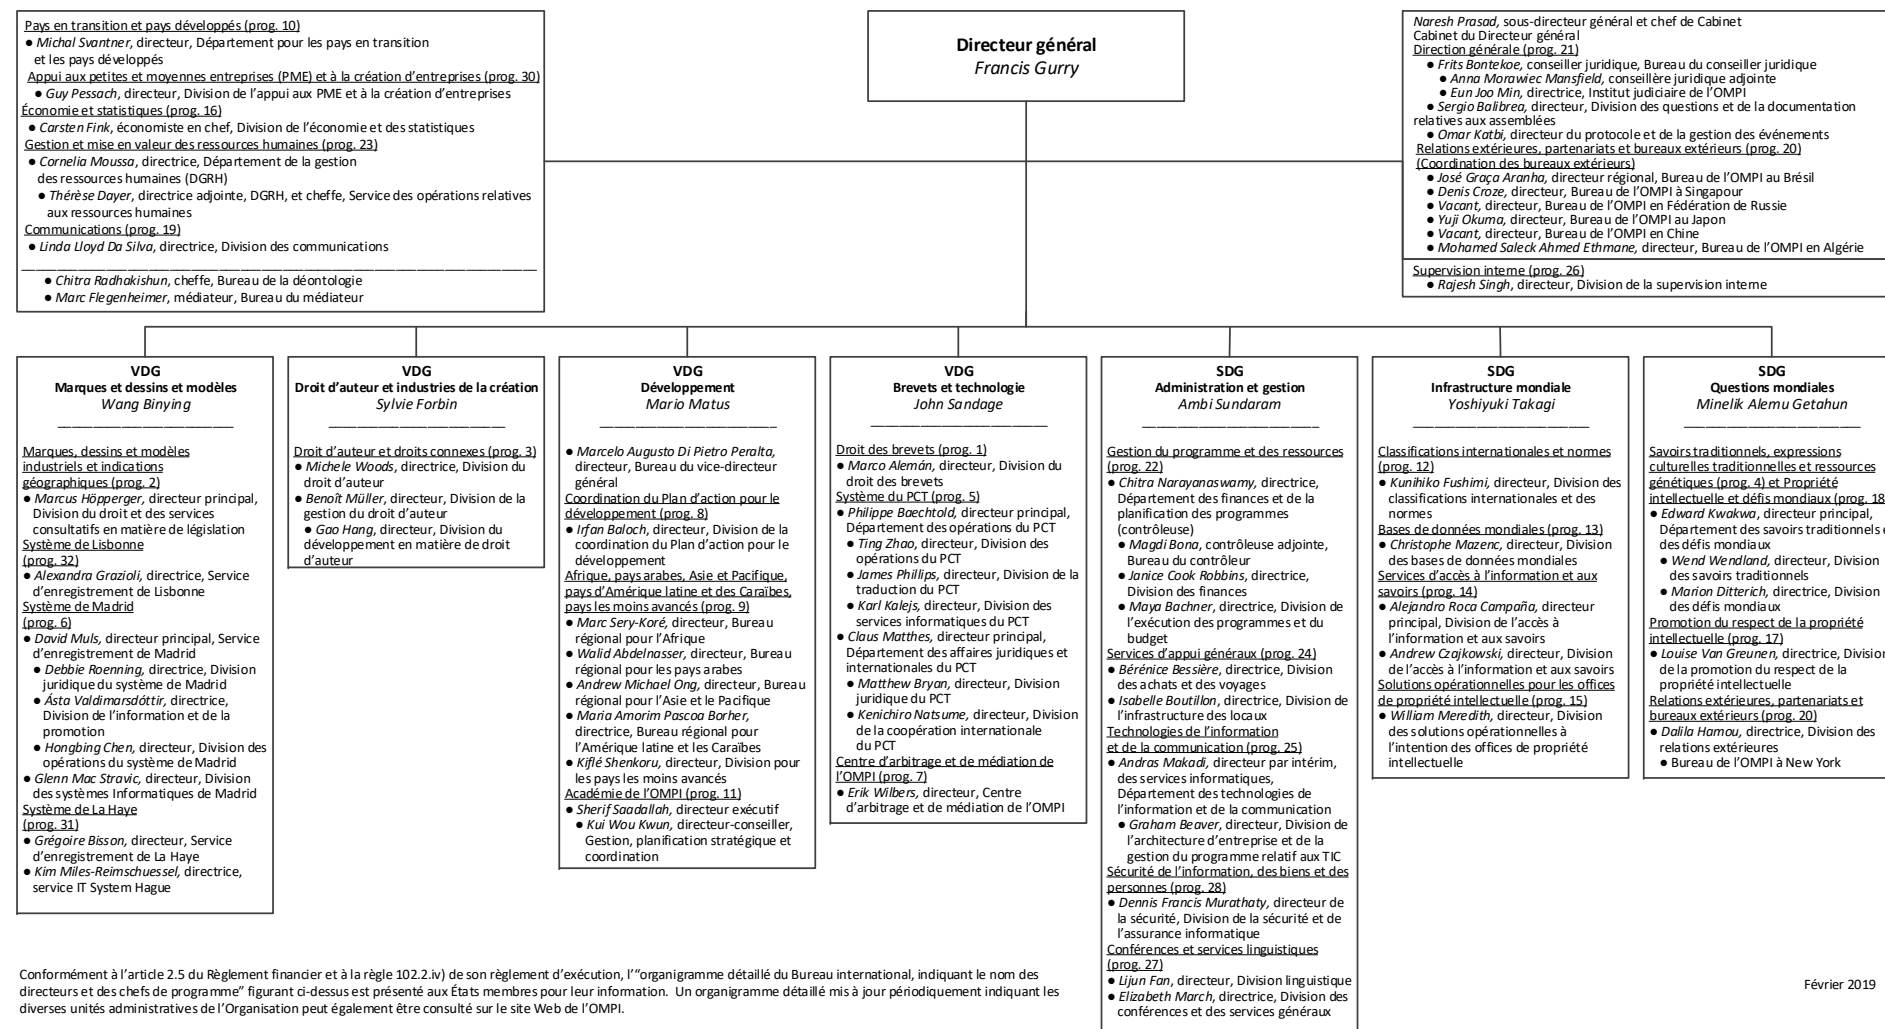 Pays en transition et pays développés (prog. 10)
● Michal Svantner, directeur, Département pour les pays en transition
et les pays développés
Appui aux petites et moyennes entreprises (PME) et à la création d'entreprises (prog. 30)
● Guy Pessach, directeur, Division de l'appui aux PME et à la création d'entreprises
Économie et statistiques (prog. 16)
● Carsten Fink, économiste en chef, Division de l'économie et des statistiques
Gestion et mise en valeur des ressources humaines (prog. 23)
● Cornelia Moussa, directrice, Département de la gestion
des ressources humaines (DGRH)
● Thérèse Dayer, directrice adjointe, DGRH, et cheffe, Service des opérations relatives
aux ressources humaines
Communications (prog. 19)
● Linda Lloyd Da Silva, directrice, Division des communications
● Chitra Radhakishun, cheffe, Bureau de la déontologie
● Marc Flegenheimer, médiateur, Bureau du médiateur
Directeur général
Francis Gurry
Naresh Prasad, sous-directeur général et chef de Cabinet
Cabinet du Directeur général
Direction générale (prog. 21)
● Frits Bontekoe, conseiller juridique, Bureau du conseiller juridique
● Anna Morawiec Mansfield, conseillère juridique adjointe
● Eun Joo Min, directrice, Institut judiciaire de l'OMPI
● Sergio Balibrea, directeur, Division des questions et de la documentation
relatives aux assemblées
● Omar Katbi, directeur du protocole et de la gestion des événements
Relations extérieures, partenariats et bureaux extérieurs (prog. 20)
(Coordination des bureaux extérieurs)
● José Graça Aranha, directeur régional, Bureau de l'OMPI au Brésil
● Denis Croze, directeur, Bureau de l'OMPI à Singapour
● Vacant, directeur, Bureau de l'OMPI en Fédération de Russie
● Yuji Okuma, directeur, Bureau de l'OMPI au Japon
● Vacant, directeur, Bureau de l'OMPI en Chine
● Mohamed Saleck Ahmed Ethmane, directeur, Bureau de l'OMPI en Algérie
Supervision interne (prog. 26)
● Rajesh Singh, directeur, Division de la supervision interne
VDG
Marques et dessins et modèles
Wang Binying
Marques, dessins et modèles
industriels et indications
géographiques (prog. 2)
● Marcus Höpperger, directeur principal,
Division du droit et des services
consultatifs en matière de législation
Système de Lisbonne
(prog. 32)
● Alexandra Grazioli, directrice, Service
d'enregistrement de Lisbonne
Système de Madrid
(prog. 6)
● David Muls, directeur principal, Service
d'enregistrement de Madrid
● Debbie Roenning, directrice, Division
juridique du système de Madrid
● Ásta Valdimarsdóttir, directrice,
Division de l'information et de la
promotion
● Hongbing Chen, directeur, Division des
opérations du système de Madrid
● Glenn Mac Stravic, directeur, Division
des systèmes Informatiques de Madrid
Système de La Haye
(prog. 31)
● Grégoire Bisson, directeur, Service
d'enregistrement de La Haye
● Kim Miles-Reimschuessel, directrice,
service IT System Hague
VDG
Droit d'auteur et industries de la création
Sylvie Forbin
Droit d'auteur et droits connexes (prog. 3)
● Michele Woods, directrice, Division du
droit d'auteur
● Benoît Müller, directeur, Division de la
gestion du droit d'auteur
● Gao Hang, directeur, Division du
développement en matière de droit
d'auteur
VDG
Développement
Mario Matus
● Marcelo Augusto Di Pietro Peralta,
directeur, Bureau du vice-directeur
général
Coordination du Plan d'action pour le
développement (prog. 8)
● Irfan Baloch, directeur, Division de la
coordination du Plan d'action pour le
développement
Afrique, pays arabes, Asie et Pacifique,
pays d'Amérique latine et des Caraïbes,
pays les moins avancés (prog. 9)
● Marc Sery-Koré, directeur, Bureau
régional pour l'Afrique
● Walid Abdelnasser, directeur, Bureau
régional pour les pays arabes
● Andrew Michael Ong, directeur, Bureau
régional pour l'Asie et le Pacifique
● Maria Amorim Pascoa Borher,
directrice, Bureau régional pour
l'Amérique latine et les Caraïbes
● Kiflé Shenkoru, directeur, Division pour
les pays les moins avancés
Académie de l'OMPI (prog. 11)
● Sherif Saadallah, directeur exécutif
● Kui Wou Kwun, directeur-conseiller,
Gestion, planification stratégique et
coordination
VDG
Brevets et technologie
John Sandage
Droit des brevets (prog. 1)
● Marco Alemán, directeur, Division du
droit des brevets
Système du PCT (prog. 5)
● Philippe Baechtold, directeur principal,
Département des opérations du PCT
● Ting Zhao, directeur, Division des
opérations du PCT
● James Phillips, directeur, Division de la
traduction du PCT
● Karl Kalejs, directeur, Division des
services informatiques du PCT
● Claus Matthes, directeur principal,
Département des affaires juridiques et
internationales du PCT
● Matthew Bryan, directeur, Division
juridique du PCT
● Kenichiro Natsume, directeur, Division
de la coopération internationale
du PCT
Centre d'arbitrage et de médiation de
l'OMPI (prog. 7)
● Erik Wilbers, directeur, Centre
d'arbitrage et de médiation de l'OMPI
SDG
Administration et gestion
Ambi Sundaram
Gestion du programme et des ressources
(prog. 22)
● Chitra Narayanaswamy, directrice,
Département des finances et de la
planification des programmes
(contrôleuse)
● Magdi Bona, contrôleuse adjointe,
Bureau du contrôleur
● Janice Cook Robbins, directrice,
Division des finances
● Maya Bachner, directrice, Division de
l'exécution des programmes et du
budget
Services d'appui généraux (prog. 24)
● Bérénice Bessière, directrice, Division
des achats et des voyages
● Isabelle Boutillon, directrice, Division de
l'infrastructure des locaux
Technologies de l'information
et de la communication (prog. 25)
● Andras Makadi, directeur par intérim,
des services informatiques,
Département des technologies de
l'information et de la communication
● Graham Beaver, directeur, Division de
l'architecture d'entreprise et de la
gestion du programme relatif aux TIC
Sécurité de l'information, des biens et des
personnes (prog. 28)
● Dennis Francis Murathaty, directeur de
la sécurité, Division de la sécurité et de
l'assurance informatique
Conférences et services linguistiques
(prog. 27)
● Lijun Fan, directeur, Division linguistique
● Elizabeth March, directrice, Division des
conférences et des services généraux
SDG
Infrastructure mondiale
Yoshiyuki Takagi
Classifications internationales et normes
(prog. 12)
● Kunihiko Fushimi, directeur, Division des
classifications internationales et des
normes
Bases de données mondiales (prog. 13)
● Christophe Mazenc, directeur, Division
des bases de données mondiales
Services d'accès à l'information et aux
savoirs (prog. 14)
● Alejandro Roca Campaña, directeur
principal, Division de l'accès à
l'information et aux savoirs
● Andrew Czajkowski, directeur, Division
de l'accès à l'information et aux savoirs
Solutions opérationnelles pour les offices
de propriété intellectuelle (prog. 15)
● William Meredith, directeur, Division
des solutions opérationnelles à
l'intention des offices de propriété
intellectuelle
SDG
Questions mondiales
Minelik Alemu Getahun
Savoirs traditionnels, expressions
culturelles traditionnelles et ressources
génétiques (prog. 4) et Propriété
intellectuelle et défis mondiaux (prog. 18
● Edward Kwakwa, directeur principal,
Département des savoirs traditionnels e
des défis mondiaux
● Wend Wendland, directeur, Division
des savoirs traditionnels
● Marion Ditterich, directrice, Division
des défis mondiaux
Promotion du respect de la propriété
intellectuelle (prog. 17)
● Louise Van Greunen, directrice, Division
de la promotion du respect de la
propriété intellectuelle
Relations extérieures, partenariats et
bureaux extérieurs (prog. 20)
● Dalila Hamou, directrice, Division des
relations extérieures
● Bureau de l'OMPI à New York
Conformément à l'article 2.5 du Règlement financier et à la règle 102.2.iv) de son règlement d'exécution, l'"organigramme détaillé du Bureau international, indiquant le nom des
directeurs et des chefs de programme" figurant ci-dessus est présenté aux États membres pour leur information. Un organigramme détaillé mis à jour périodiquement indiquant les
diverses unités administratives de l'Organisation peut également être consulté sur le site Web de l'OMPI.
Février 2019